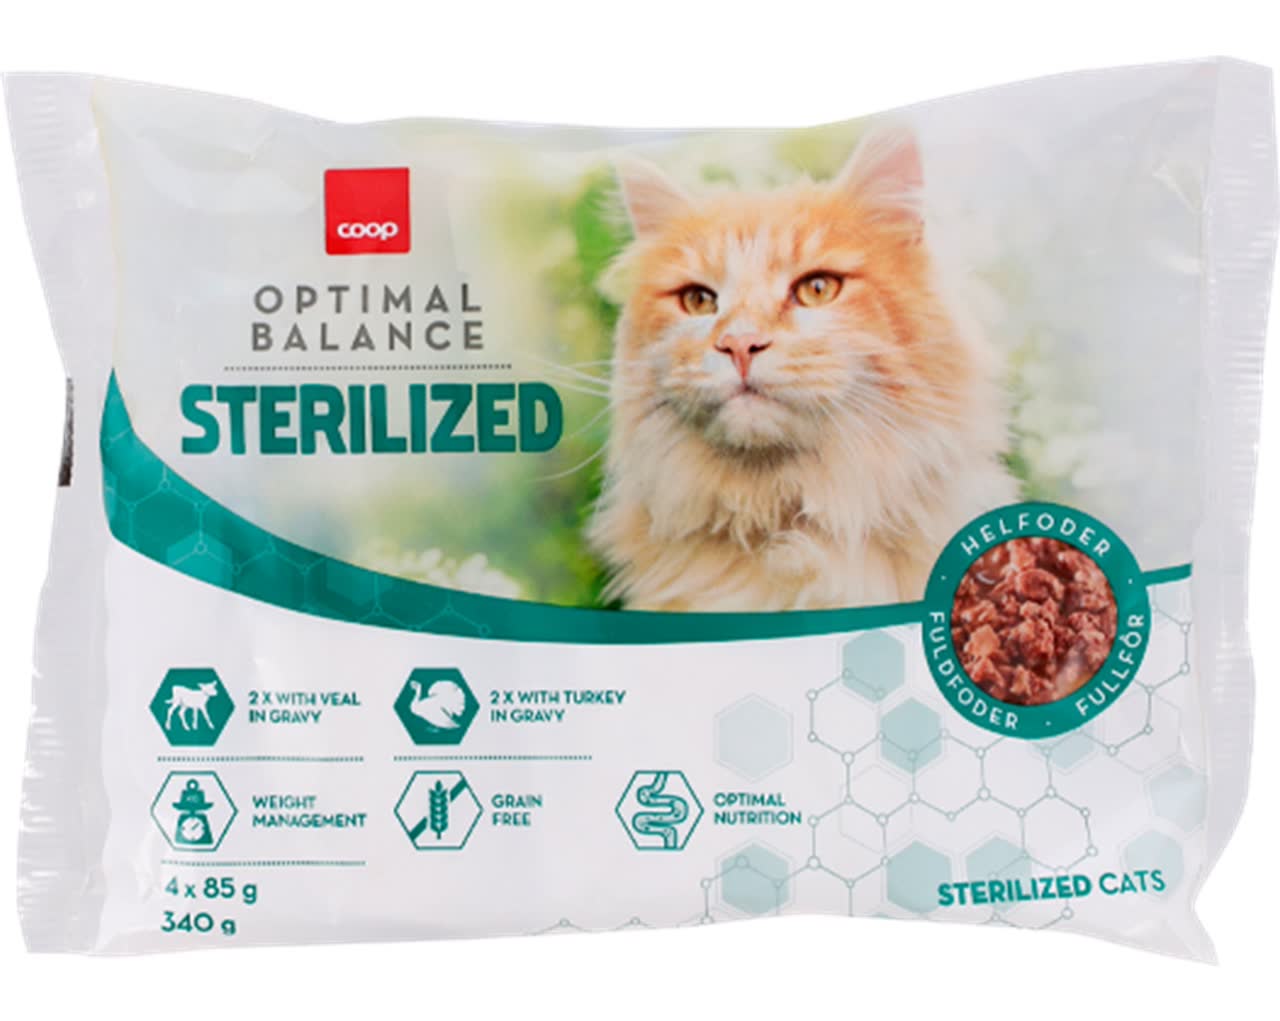 coop
OPTIMAL
BALANCE
STERILIZED
HELFODER
FULDFODER · FULLFÔR
2 X WITH VEAL
IN GRAVY
2 X WITH TURKEY
IN GRAVY
WEIGHT
MANAGEMENT
GRAIN
FREE
OPTIMAL
NUTRITION
4 x 85 g
340 g
STERILIZED CATS